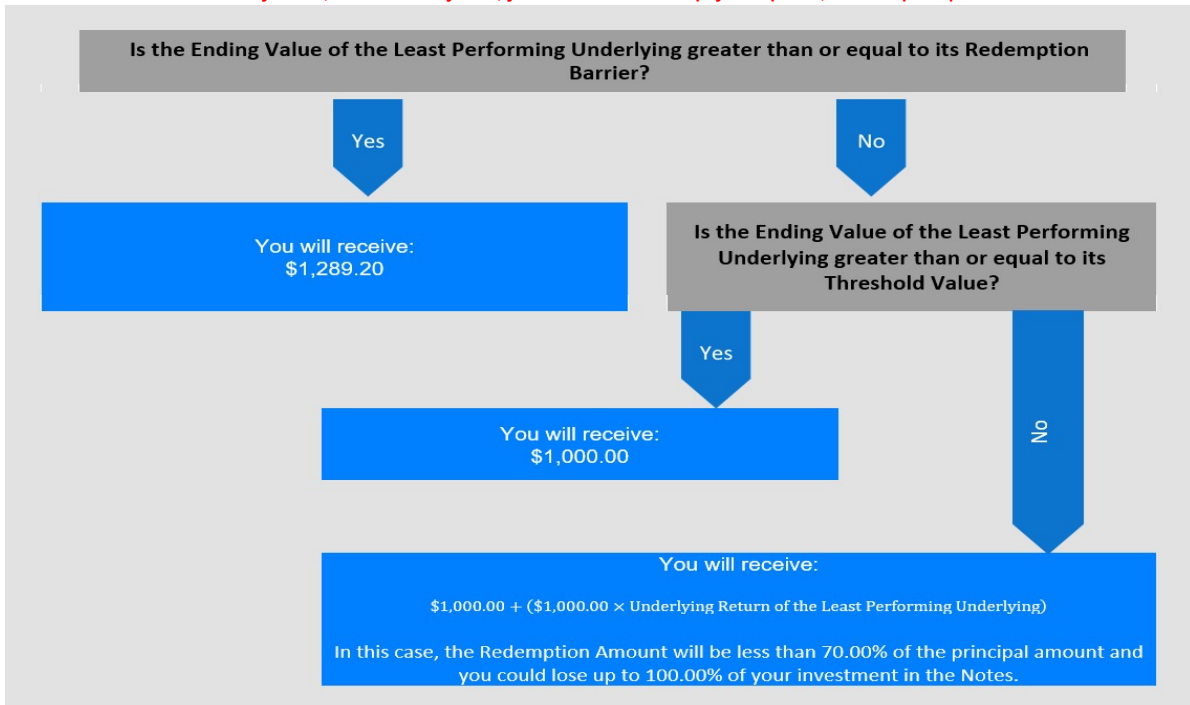 Is the Ending Value of the Least Performing Underlying greater than or equal to its Redemption
Barrier?
Yes
No
You will receive:
$1,289.20
Is the Ending Value of the Least Performing
Underlying greater than or equal to its
Threshold Value?
Yes
No
You will receive:
$1,000.00
You will receive:
$1,000.00 + ($1,000.00 × Underlying Return of the Least Performing Underlying)
In this case, the Redemption Amount will be less than 70.00% of the principal amount and
you could lose up to 100.00% of your investment in the Notes.